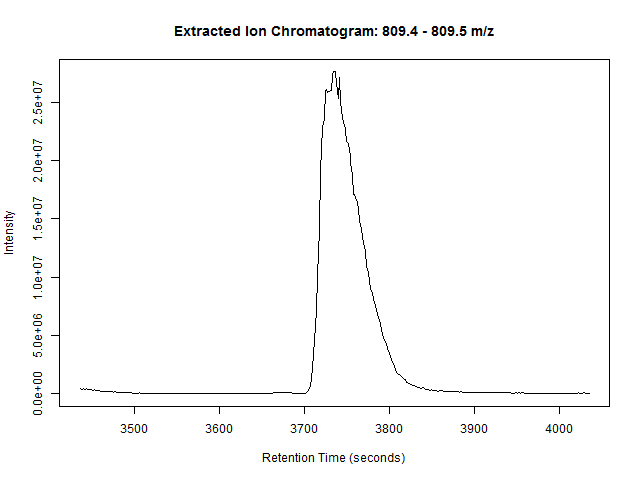 Extracted Ion Chromatogram: 809.4 - 809.5 m/z
Intensity
2.5e+07
2.0e+07
1.5e+07
1.0e+07
5.0e+06
0.0e+00
3500 3600 3700 3800 3900 4000
Retention Time (seconds)